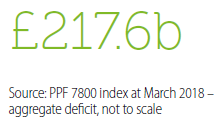 £217.6b
Source: PPF 7800 index at March 2018 –
aggregate deficit, not to scale